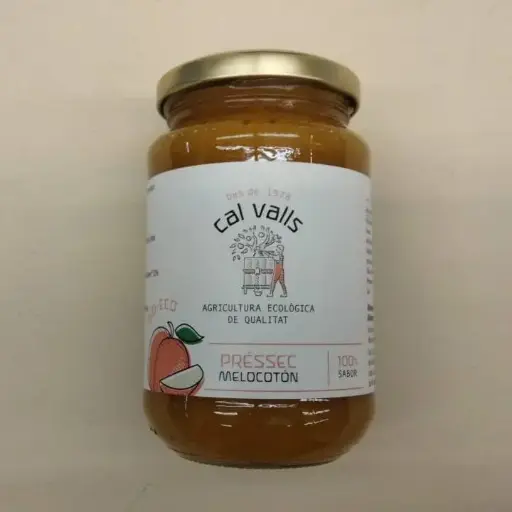 Des de 1978
cal valls
AGRICULTURA ECOLÒGICA
DE QUALITAT
PRÉSSEC
MELOCOTÓN
100%
SABOR